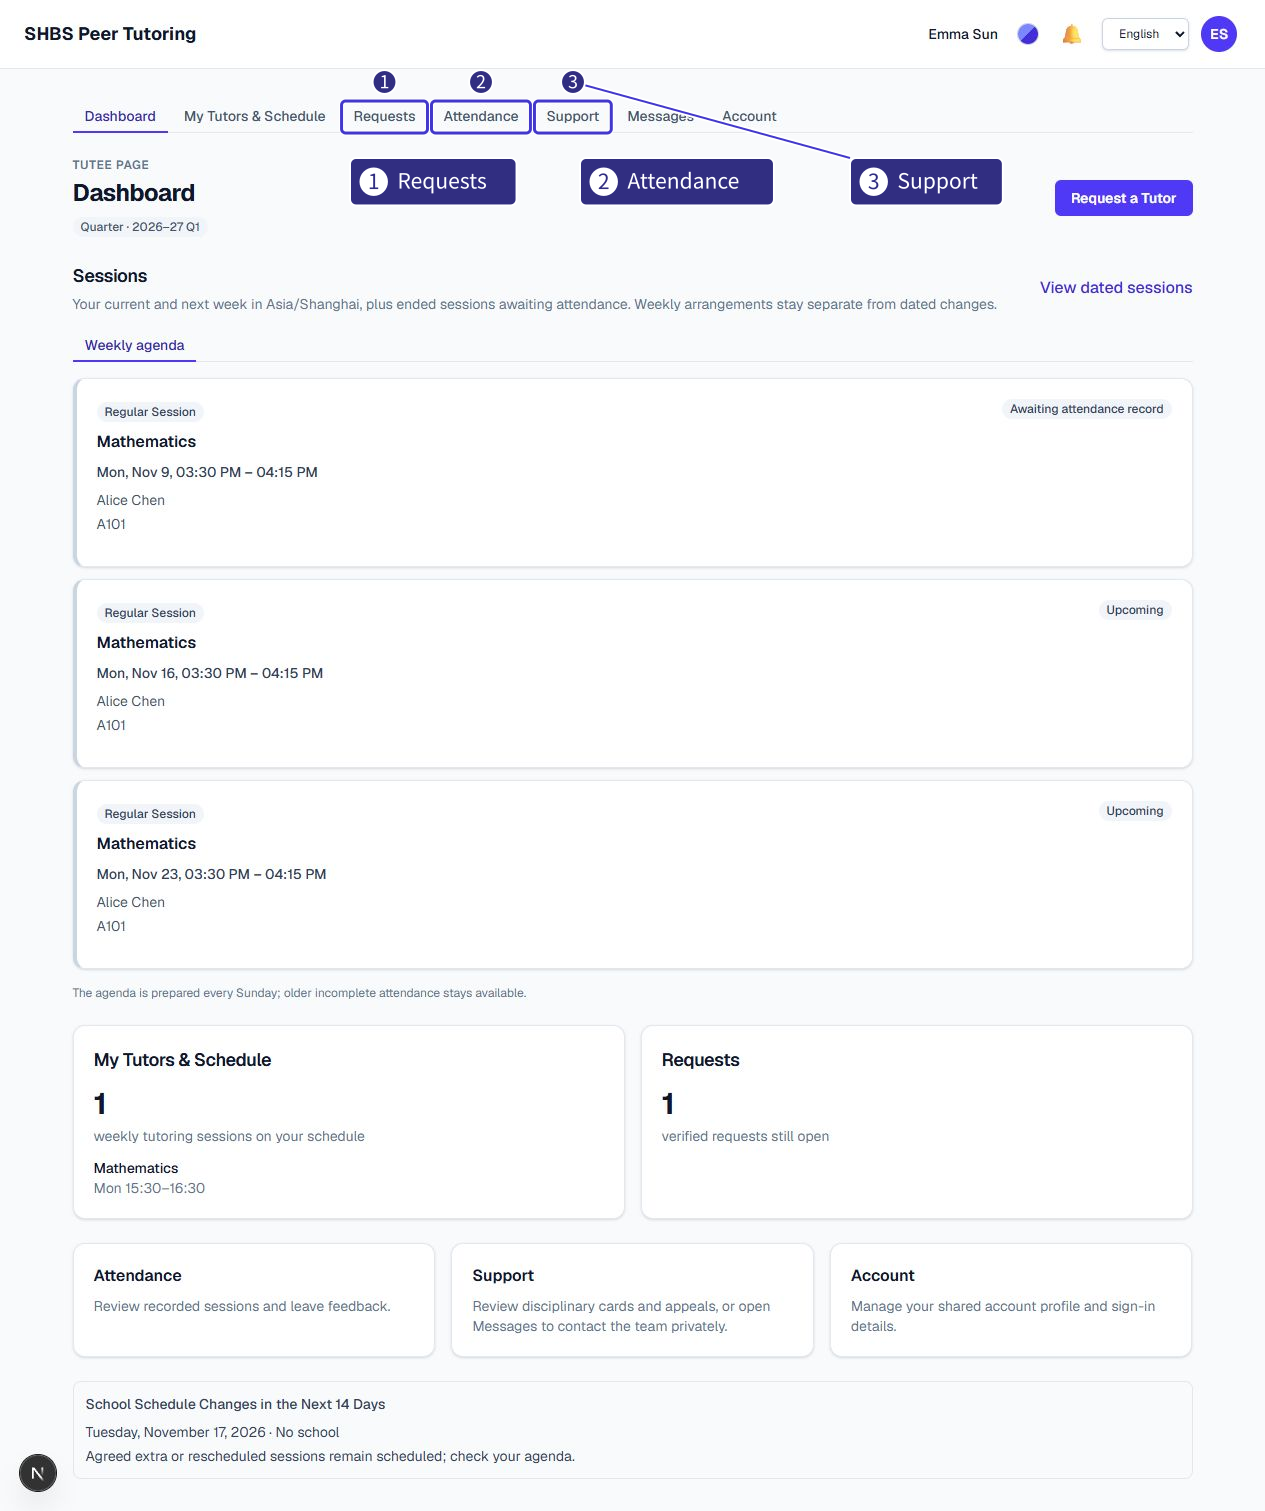 SHBS Peer Tutoring
Emma Sun
English
ES
1
2
3
Dashboard
My Tutors & Schedule
Requests
Attendance
Support
Messages
Account
TUTEE PAGE
Dashboard
Quarter · 2026–27 Q1
1 Requests
2 Attendance
3 Support
Request a Tutor
Sessions
Your current and next week in Asia/Shanghai, plus ended sessions awaiting attendance. Weekly arrangements stay separate from dated changes.
View dated sessions
Weekly agenda
Regular Session
Awaiting attendance record
Mathematics
Mon, Nov 9, 03:30 PM – 04:15 PM
Alice Chen
A101
Regular Session
Upcoming
Mathematics
Mon, Nov 16, 03:30 PM – 04:15 PM
Alice Chen
A101
Regular Session
Upcoming
Mathematics
Mon, Nov 23, 03:30 PM – 04:15 PM
Alice Chen
A101
The agenda is prepared every Sunday; older incomplete attendance stays available.
My Tutors & Schedule
1
weekly tutoring sessions on your schedule
Mathematics
Mon 15:30–16:30
Requests
1
verified requests still open
Attendance
Review recorded sessions and leave feedback.
Support
Review disciplinary cards and appeals, or open
Messages to contact the team privately.
Account
Manage your shared account profile and sign-in
details.
School Schedule Changes in the Next 14 Days
Tuesday, November 17, 2026 · No school
Agreed extra or rescheduled sessions remain scheduled; check your agenda.
N